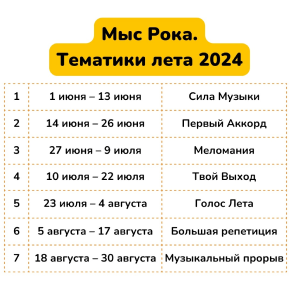 Мыс Рока.
Тематики лета 2024
1 1 июня – 13 июня Сила Музыки
2 14 июня – 26 июня Первый Аккорд
3 27 июня – 9 июля Меломания
4 10 июля – 22 июля Твой Выход
5 23 июля – 4 августа Голос Лета
6 5 августа – 17 августа Большая репетиция
7 18 августа – 30 августа Музыкальный прорыв